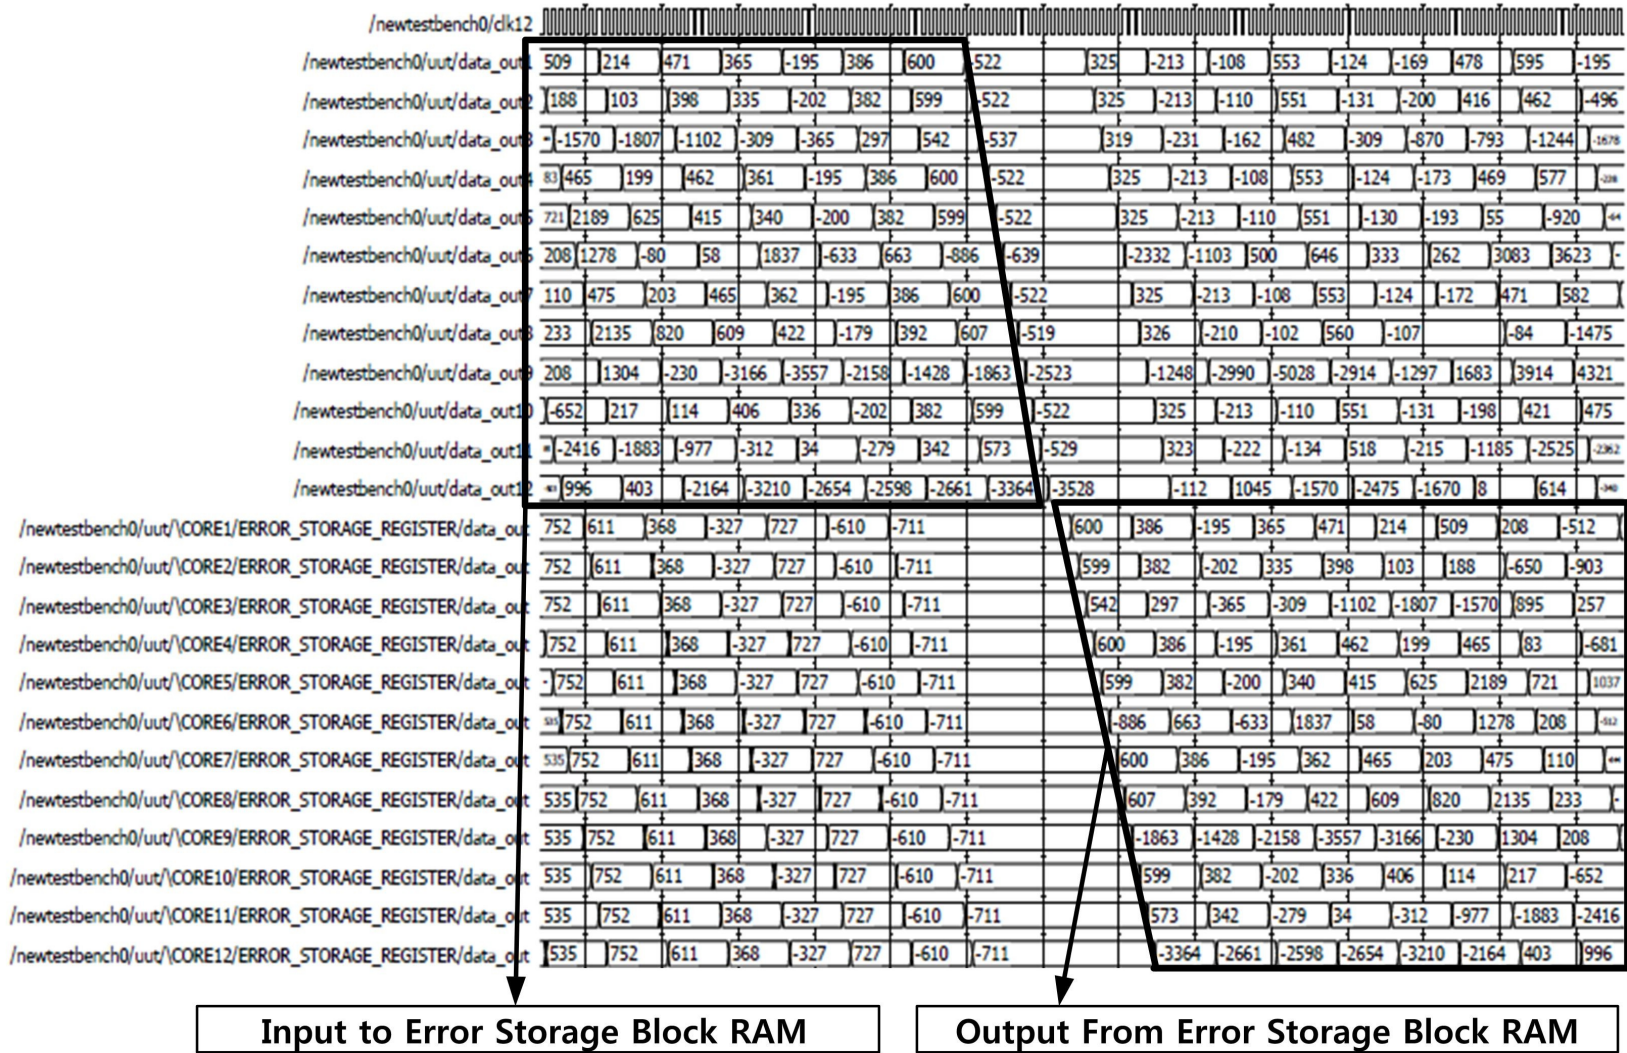 /newtestbench0/clk12
/newtestbench0/uut/data_out1 509 214 471 365 -195 386 600 -522 325 -213 -108 553 -124 -169 478 595 -195
/newtestbench0/uut/data_out2 188 103 398 335 -202 382 599 -522 325 -213 -110 551 -131 -200 416 462 -496
/newtestbench0/uut/data_out3 -1570 -1807 -1102 -309 -365 297 542 -537 319 -231 -162 482 -309 -870 -793 -1244 -1678
/newtestbench0/uut/data_out4 83 465 199 462 361 -195 386 600 -522 325 -213 -108 553 -124 -173 469 577
/newtestbench0/uut/data_out5 721 2189 625 415 340 -200 382 599 -522 325 -213 -110 551 -130 -193 55 -920
/newtestbench0/uut/data_out6 208 1278 -80 58 1837 -633 663 -886 -639 -2332 -1103 500 646 333 262 3083 3623
/newtestbench0/uut/data_out7 110 475 203 465 362 -195 386 600 -522 325 -213 -108 553 -124 -172 471 582
/newtestbench0/uut/data_out8 233 2135 820 609 422 -179 392 607 -519 326 -210 -102 560 -107 -84 -1475
/newtestbench0/uut/data_out9 208 1304 -230 -3166 -3557 -2158 -1428 -1863 -2523 -1248 -2990 -5028 -2914 -1297 1683 3914 4321
/newtestbench0/uut/data_out10 -652 217 114 406 336 -202 382 599 -522 325 -213 -110 551 -131 -198 421 475
/newtestbench0/uut/data_out11 -2416 -1883 -977 -312 34 -279 342 573 -529 323 -222 -134 518 -215 -1185 -2525 -2362
/newtestbench0/uut/data_out12 996 403 -2164 -3210 -2654 -2598 -2661 -3364 -3528 -112 1045 -1570 -2475 -1670 8 614
/newtestbench0/uut/\CORE1/ERROR_STORAGE_REGISTER/data_out 752 611 368 -327 727 -610 -711 600 386 -195 365 471 214 509 208 -512
/newtestbench0/uut/\CORE2/ERROR_STORAGE_REGISTER/data_out 752 611 368 -327 727 -610 -711 599 382 -202 335 398 103 188 -650 -903
/newtestbench0/uut/\CORE3/ERROR_STORAGE_REGISTER/data_out 752 611 368 -327 727 -610 -711 542 297 -365 -309 -1102 -1807 -1570 895 257
/newtestbench0/uut/\CORE4/ERROR_STORAGE_REGISTER/data_out 752 611 368 -327 727 -610 -711 600 386 -195 361 462 199 465 83 -681
/newtestbench0/uut/\CORE5/ERROR_STORAGE_REGISTER/data_out 752 611 368 -327 727 -610 -711 599 382 -200 340 415 625 2189 721 1037
/newtestbench0/uut/\CORE6/ERROR_STORAGE_REGISTER/data_out 535 752 611 368 -327 727 -610 -711 -886 663 -633 1837 58 -80 1278 208 -512
/newtestbench0/uut/\CORE7/ERROR_STORAGE_REGISTER/data_out 535 752 611 368 -327 727 -610 -711 600 386 -195 362 465 203 475 110
/newtestbench0/uut/\CORE8/ERROR_STORAGE_REGISTER/data_out 535 752 611 368 -327 727 -610 -711 607 392 -179 422 609 820 2135 233
/newtestbench0/uut/\CORE9/ERROR_STORAGE_REGISTER/data_out 535 752 611 368 -327 727 -610 -711 -1863 -1428 -2158 -3557 -3166 -230 1304 208
/newtestbench0/uut/\CORE10/ERROR_STORAGE_REGISTER/data_out 535 752 611 368 -327 727 -610 -711 599 382 -202 336 406 114 217 -652
/newtestbench0/uut/\CORE11/ERROR_STORAGE_REGISTER/data_out 535 752 611 368 -327 727 -610 -711 573 342 -279 34 -312 -977 -1883 -2416
/newtestbench0/uut/\CORE12/ERROR_STORAGE_REGISTER/data_out 535 752 611 368 -327 727 -610 -711 -3364 -2661 -2598 -2654 -3210 -2164 403 996
Input to Error Storage Block RAM
Output From Error Storage Block RAM